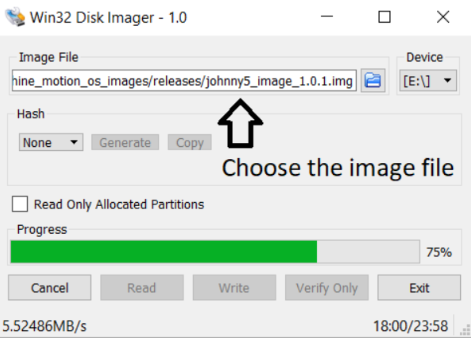 Win32 Disk Imager - 1.0
Image File
Device
hine_motion_os_images/releases/johnny5_image_1.0.1.img
[E:\]
Hash
None
Generate
Copy
Choose the image file
Read Only Allocated Partitions
Progress
75%
Cancel
Read
Write
Verify Only
Exit
5.52486MB/s
18:00/23:58